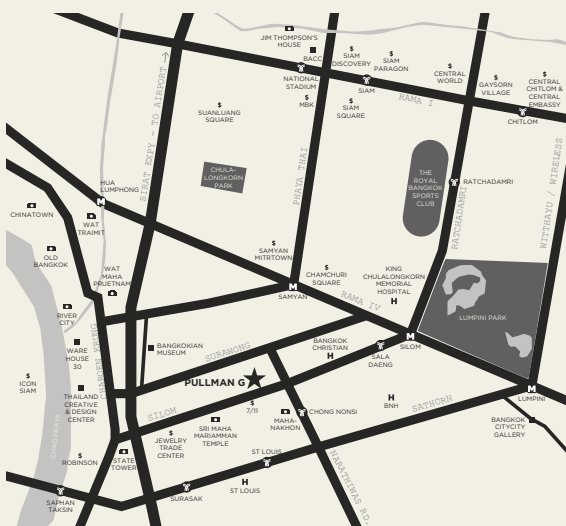 JIM THOMPSON'S
HOUSE
BACC
$
SIAM
DISCOVERY
$
SIAM
PARAGON
$
CENTRAL
WORLD
$
GAYSORN
VILLAGE
$
CENTRAL
CHITLOM &
CENTRAL
EMBASSY
NATIONAL
STADIUM
SIAM
$
MBK
$
SIAM
SQUARE
RAMA I
CHITLOM
$
SUANLUANG
SQUARE
SIRAT EXPY - TO AIRPORT
PHAYA THAI
CHULA-
LONGKORN
PARK
THE
ROYAL
BANGKOK
SPORTS
CLUB
RATCHADAMRI
RATCHADAMRI
WITTHAYU / WIRELESS
HUA
LUMPHONG
M
CHINATOWN
WAT
TRAIMIT
OLD
BANGKOK
WAT
MAHA
PRUETNAM
$
SAMYAN
MITRTOWN
M
SAMYAN
$
CHAMCHURI
SQUARE
KING
CHULALONGKORN
MEMORIAL
HOSPITAL
H
RAMA IV
LUMPINI PARK
RIVER
CITY
CHAROEN KRUNG
WARE
HOUSE
30
BANGKOKIAN
MUSEUM
SURAWONG
BANGKOK
CHRISTIAN
H
M
SILOM
SALA
DAENG
PULLMAN G
$
ICON
SIAM
THAILAND
CREATIVE
& DESIGN
CENTER
CHAO PRAYA
SILOM
$
7/11
MAHA-
NAKHON
CHONG NONSI
H
BNH
SATHORN
M
LUMPINI
BANGKOK
CITYCITY
GALLERY
SRI MAHA
MARIAMMAN
TEMPLE
$
JEWELRY
TRADE
CENTER
STATE
TOWER
$
ROBINSON
ST LOUIS
H
ST LOUIS
SAPHAN
TAKSIN
SURASAK
NARATHIWAS RD.